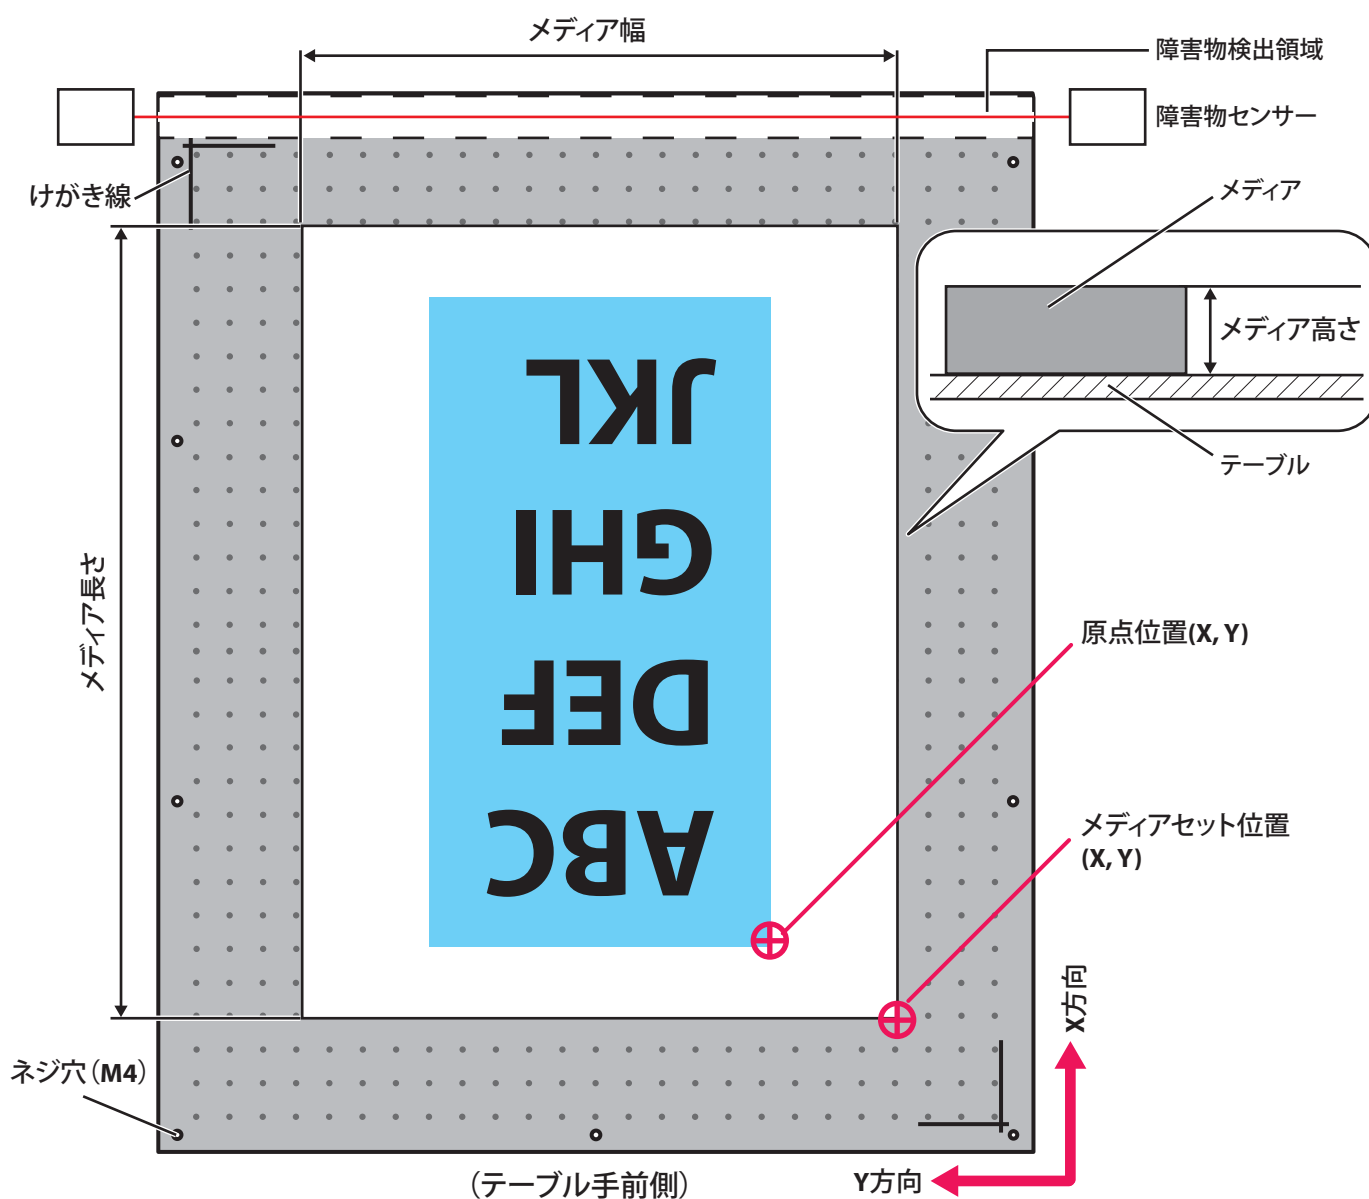 メディア幅
障害物検出領域
障害物センサー
けがき線
メディア
メディア高さ
テーブル
メディア長さ
JKL
GHI
DEF
ABC
原点位置(X, Y)
メディアセット位置
(X, Y)
X方向
ネジ穴（M4）
（テーブル手前側）
Y方向